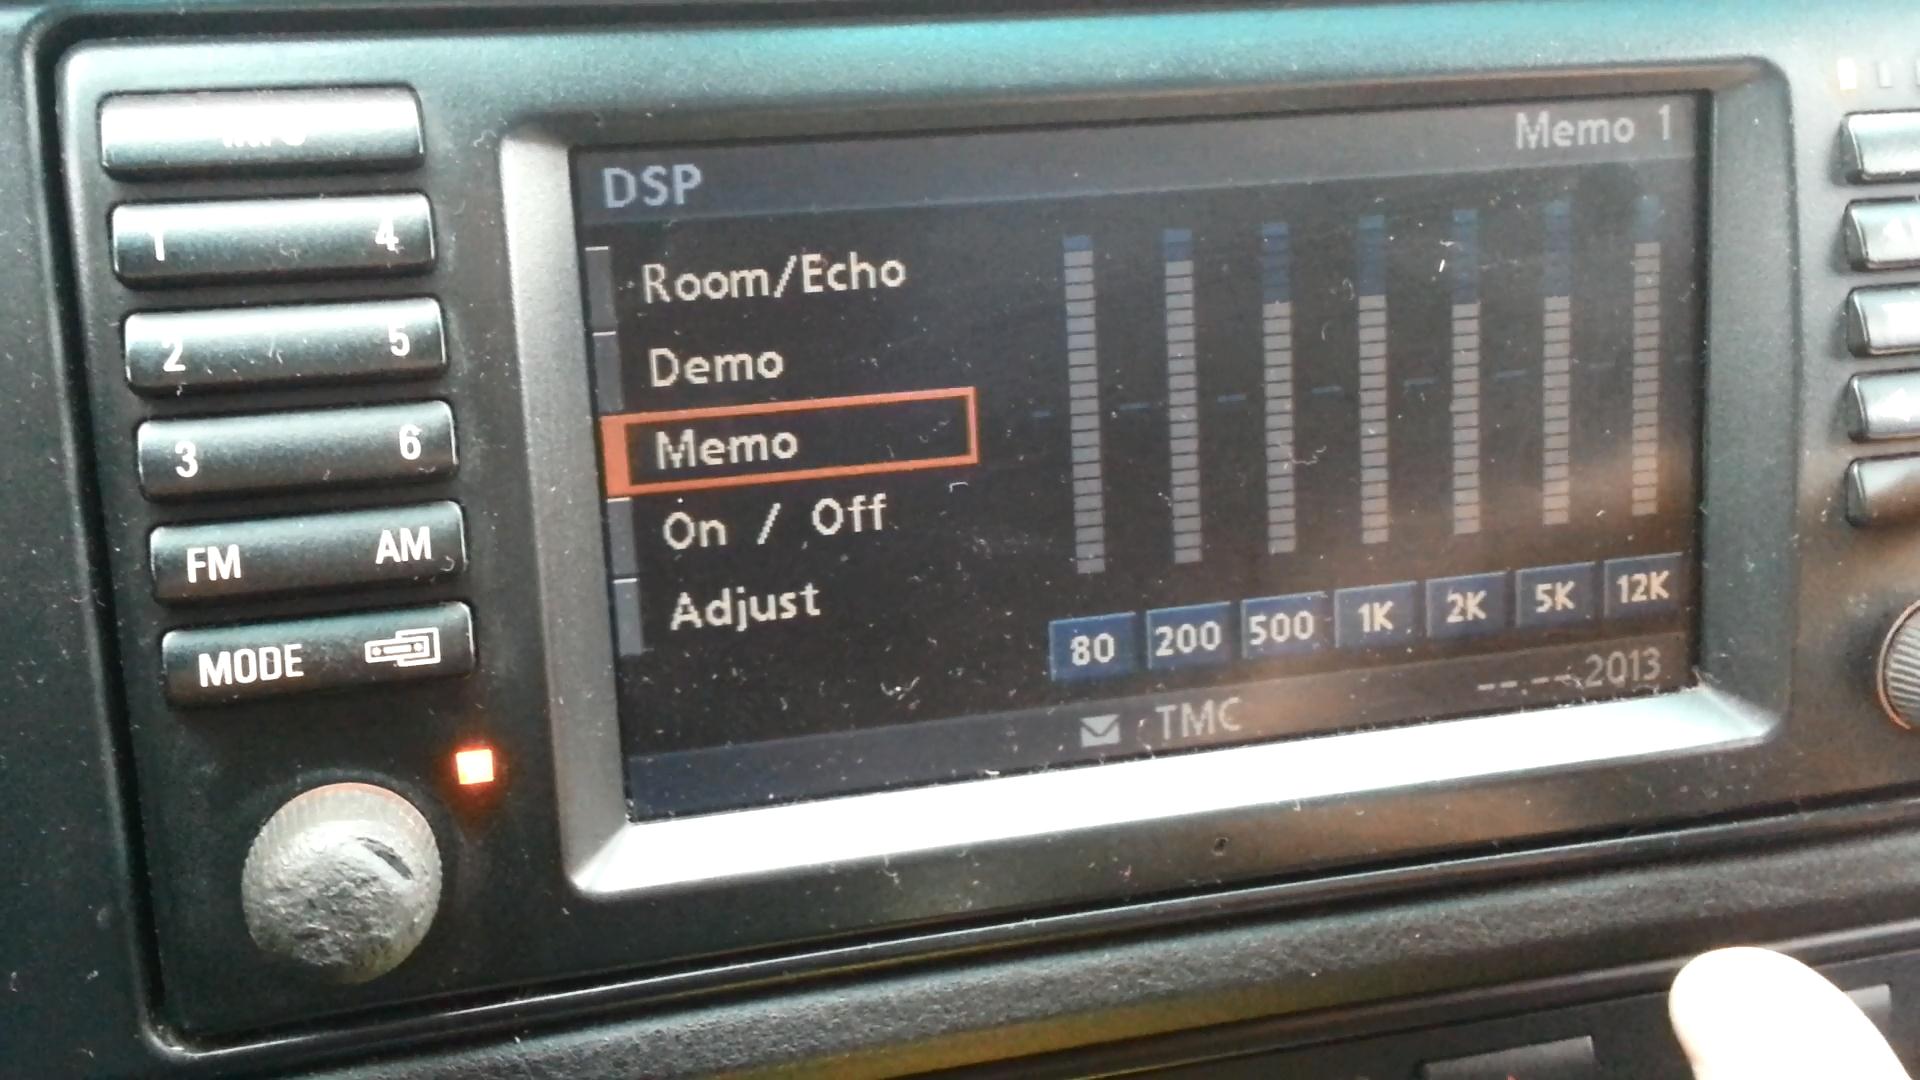 Memo 1
DSP
Room/Echo
Demo
Memo
On / Off
Adjust
80 200 500 1K 2K 5K 12K
--.--.2013
TMC
1 4
2 5
3 6
FM AM
MODE